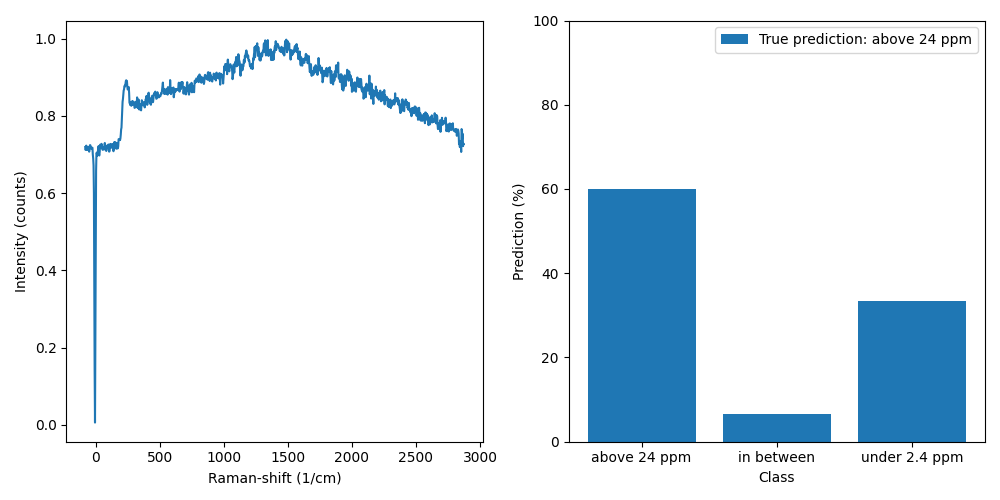 1.0
0.8
0.6
0.4
0.2
0.0
Intensity (counts)
0 500 1000 1500 2000 2500 3000
Raman-shift (1/cm)
100
80
60
40
20
0
Prediction (%)
True prediction: above 24 ppm
above 24 ppm in between under 2.4 ppm
Class